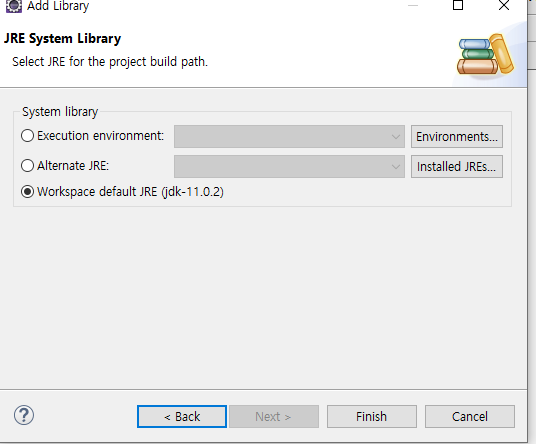 Add Library
JRE System Library
Select JRE for the project build path.
System library
Execution environment:
Environments...
Alternate JRE:
Installed JREs...
Workspace default JRE (jdk-11.0.2)
?
< Back
Next >
Finish
Cancel